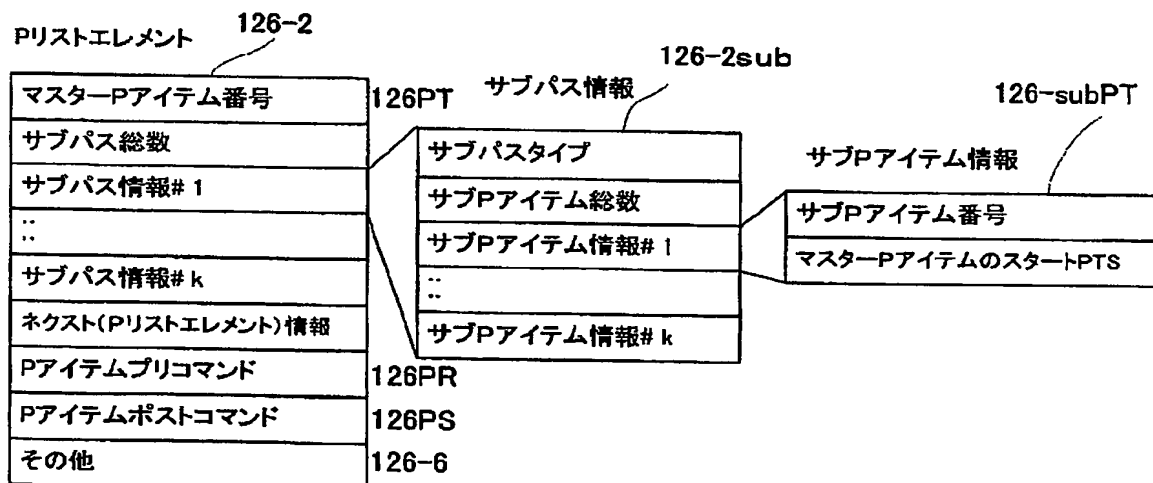 Pリストエレメント
126-2
マスターPアイテム番号
126PT
サブパス総数
サブパス情報#1
::
サブパス情報#k
ネクスト(Pリストエレメント)情報
Pアイテムプリコマンド
126PR
Pアイテムポストコマンド
126PS
その他
126-6
サブパス情報
126-2sub
サブパスタイプ
サブPアイテム総数
サブPアイテム情報#1
::
サブPアイテム情報#k
126-subPT
サブPアイテム情報
サブPアイテム番号
マスターPアイテムのスタートPTS